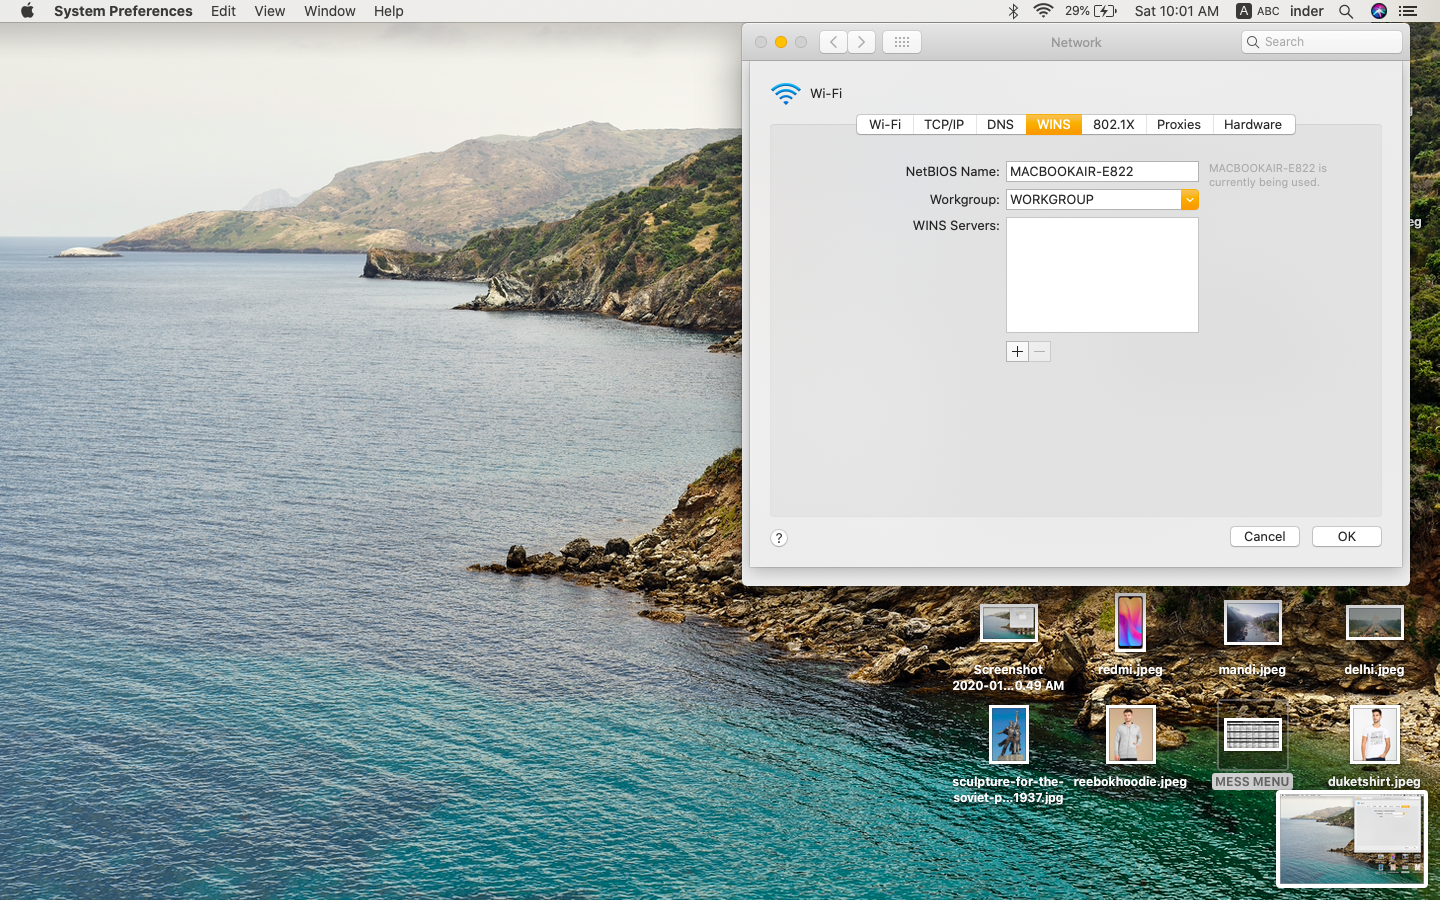 System Preferences Edit View Window Help 29% Sat 10:01 AM A ABC inder
Network
Search
Wi-Fi
Wi-Fi TCP/IP DNS WINS 802.1X Proxies Hardware
NetBIOS Name: MACBOOKAIR-E822
MACBOOKAIR-E822 is
currently being used.
Workgroup: WORKGROUP
WINS Servers:
?
Cancel OK
eg
Screenshot
2020-01...0.49 AM
redmi.jpeg
mandi.jpeg
delhi.jpeg
sculpture-for-the-
soviet-p...1937.jpg
reebokhoodie.jpeg
MESS MENU
duketshirt.jpeg